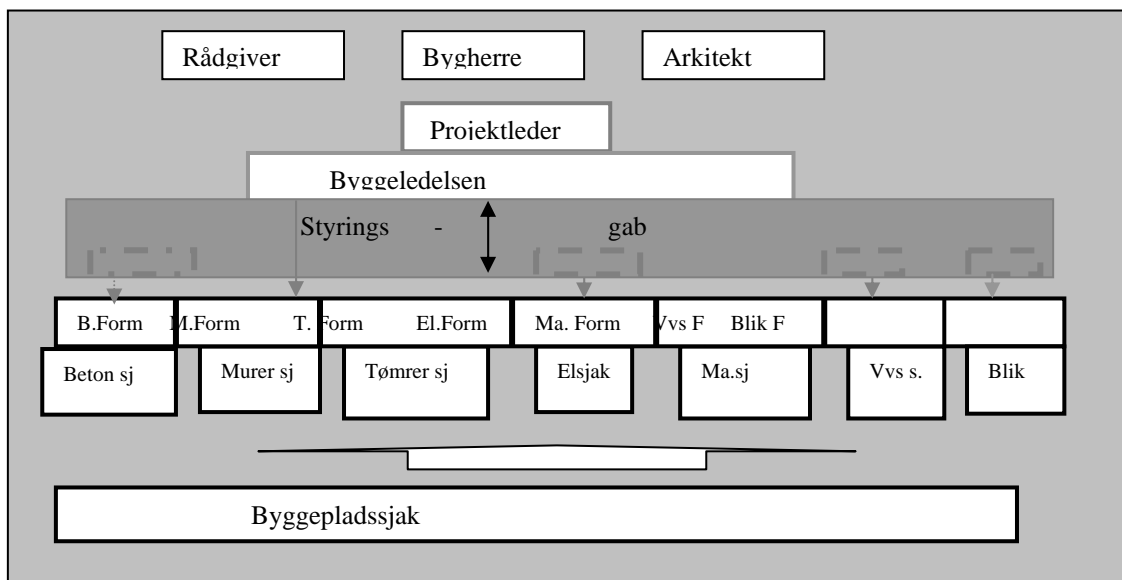 Rådgiver Bygherre Arkitekt
Projektleder
Byggeledelsen
Styrings - gab
B.Form M.Form T. Form El.Form Ma. Form Vvs F Blik F
Beton sj Murer sj Tømrer sj Elsjak Ma.sj Vvs s. Blik
Byggepladssjak